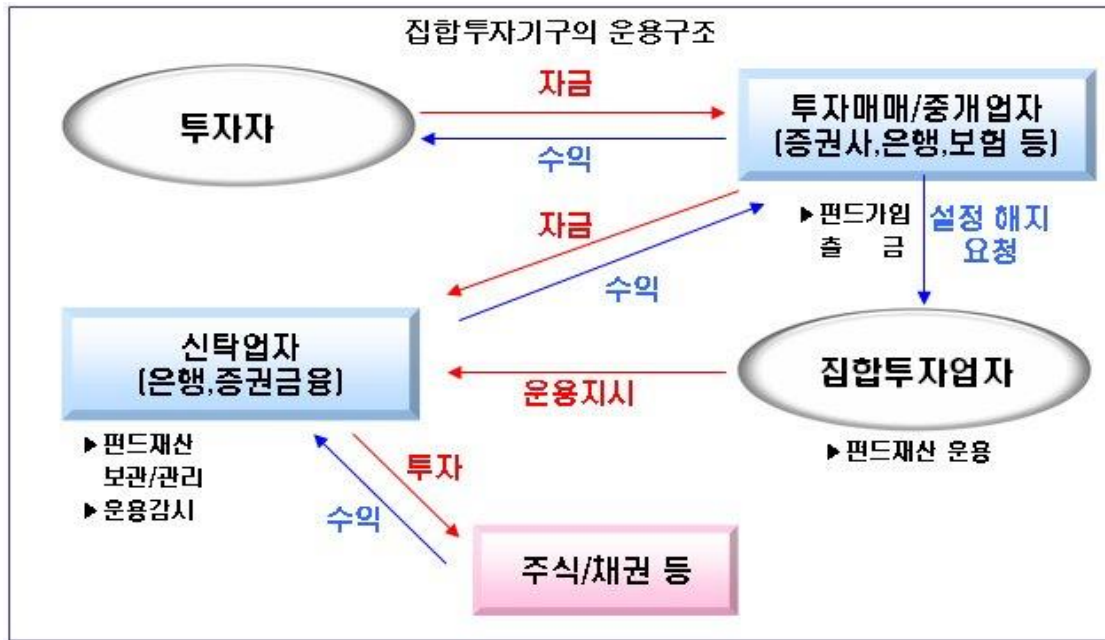 집합투자기구의 운용구조
투자자
자금
수익
투자매매/중개업자
(증권사,은행,보험 등)
▶펀드가입
출 금
설정 해지
요청
자금
수익
신탁업자
(은행,증권금융)
▶펀드재산
보관/관리
▶운용감시
운용지시
집합투자업자
▶펀드재산 운용
투자
수익
주식/채권 등